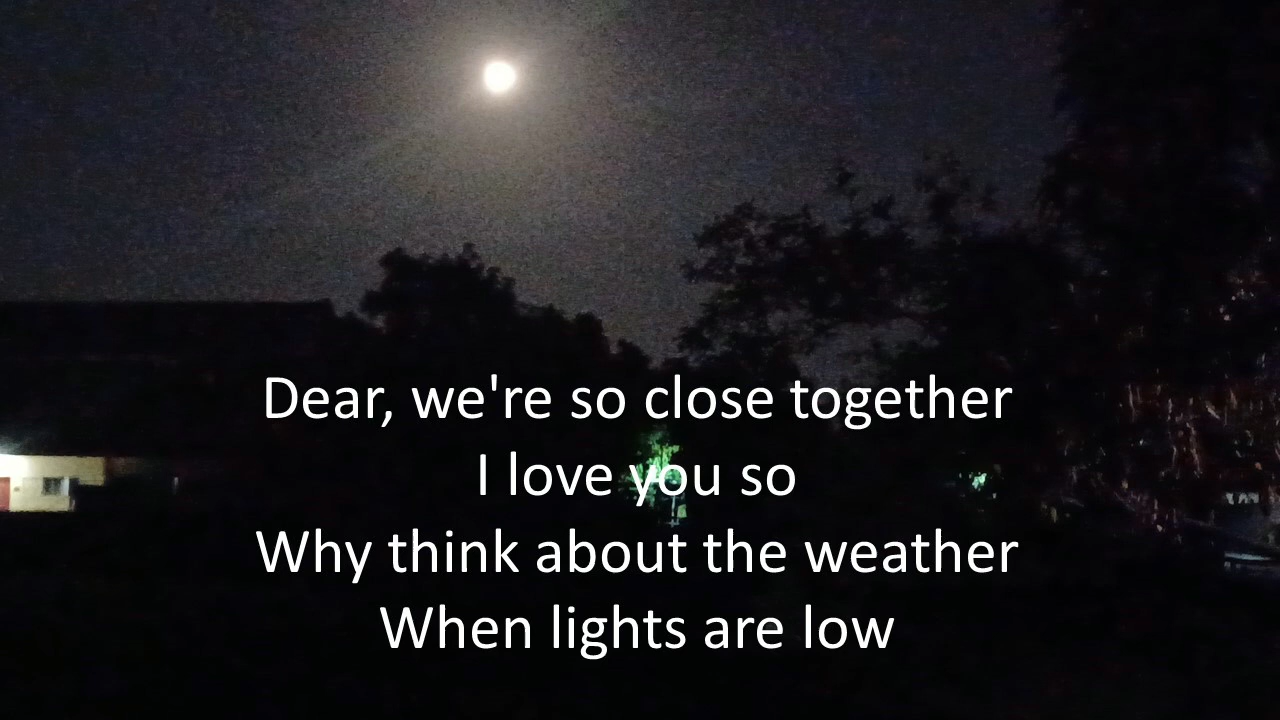 Dear, we're so close together
I love you so
Why think about the weather
When lights are low